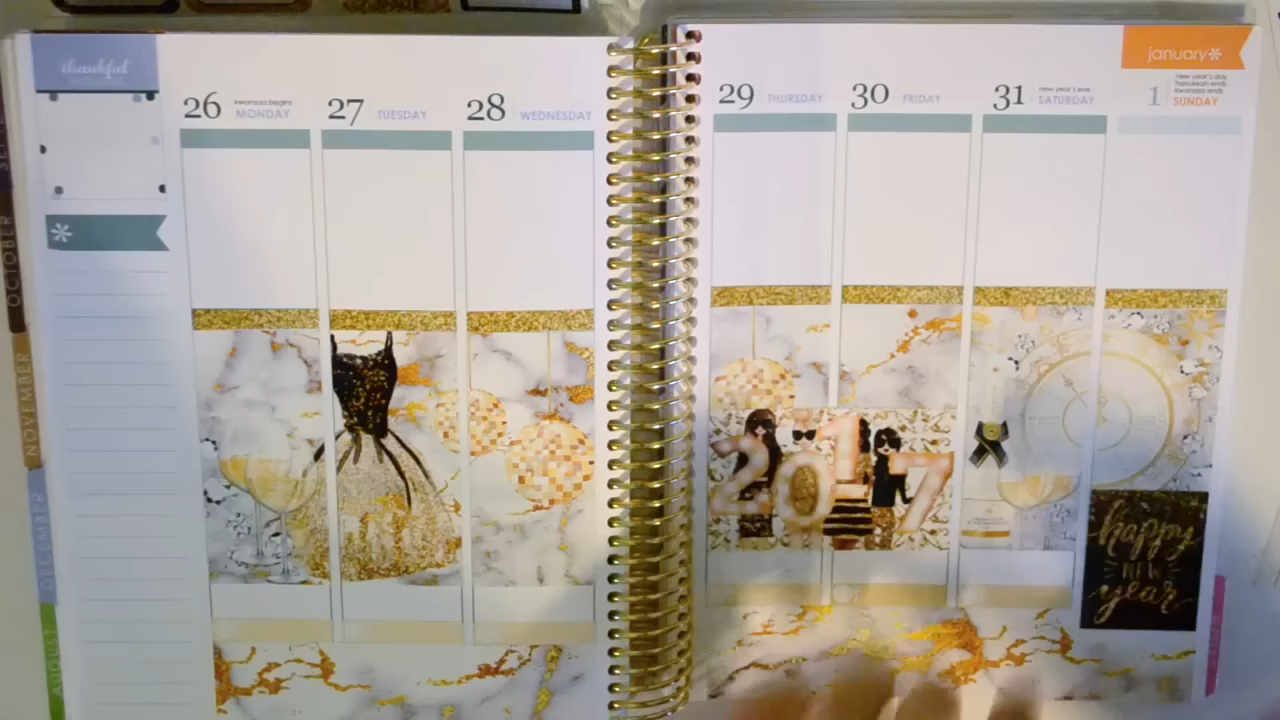 thankful
26 kwanzaa begins MONDAY
27 TUESDAY
28 WEDNESDAY
29 THURSDAY
30 FRIDAY
31 new year's eve SATURDAY
january*
1 SUNDAY
new year's day
hanukkah ends
kwanzaa ends
OCTOBER
NOVEMBER
DECEMBER
AUGUST
2017
happy
NEW
year